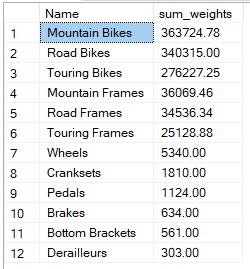 Name sum_weights
1 Mountain Bikes 363724.78
2 Road Bikes 340315.00
3 Touring Bikes 276227.25
4 Mountain Frames 36069.46
5 Road Frames 34536.34
6 Touring Frames 25128.88
7 Wheels 5340.00
8 Cranksets 1810.00
9 Pedals 1124.00
10 Brakes 634.00
11 Bottom Brackets 561.00
12 Derailleurs 303.00